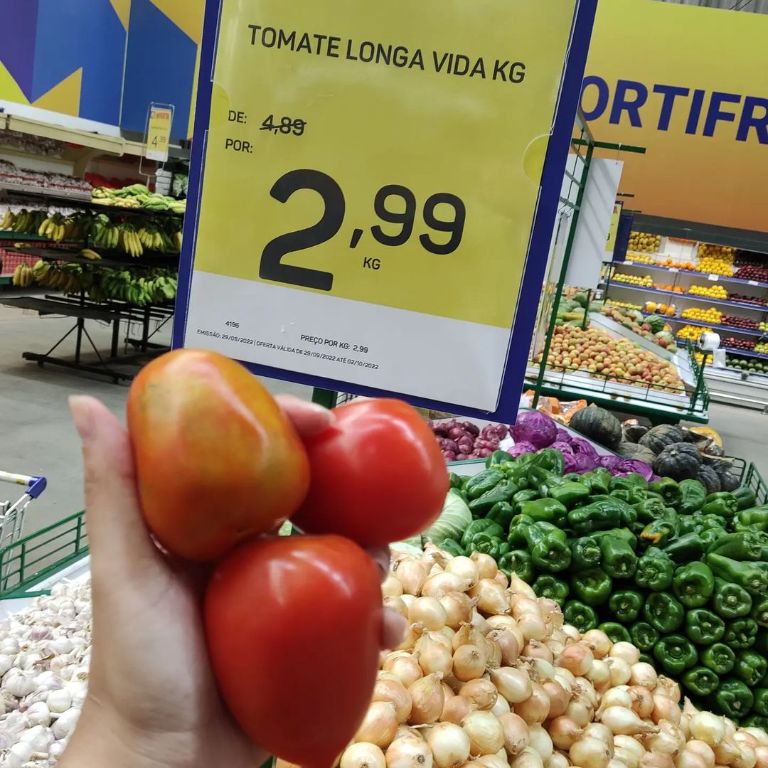 TOMATE LONGA VIDA KG
DE: 4,89
POR:
2,99
KG
4196
PREÇO POR KG: 2,99
EMISSÃO: 29/09/2022 | OFERTA VÁLIDA DE 29/09/2022 ATÉ 02/10/2022
ORTIFR